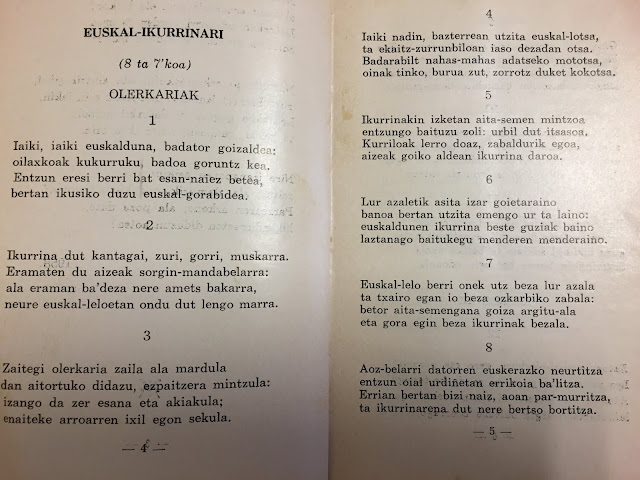 EUSKAL-IKURRINARI
(8 ta 7'koa)
OLERKARIAK
1
Iaiki, iaiki euskalduna, badator goizaldea:
oilaxkoak kukurruku, badoa goruntz kea.
Entzun eresi berri bat esan-naiez betea,
bertan ikusiko duzu euskal-gorabidea.
2
Ikurrina dut kantagai, zuri, gorri, muskarra.
Eramaten du aizeak sorgin-mandabelarra:
ala eraman ba'deza nere amets bakarra,
neure euskal-leloetan ondu dut lengo marra.
3
Zaitegi olerkaria zaila ala mardula
dan aitortuko didazu, ezpaitzera mintzula:
izango da zer esana eta akiakula;
enaiteke arroarren ixil egon sekula.
— 4 —
4
Iaiki nadin, bazterrean utzita euskal-lotsa,
ta ekaitz-zurrunbiloan iaso dezadan otsa.
Badarabilt nahas-mahas adatseko mototsa,
oinak tinko, burua zut, zorrotz duket kokotsa.
5
Ikurrinakin izketan aita-semen mintzoa
entzungo baituzu zoli: urbil dut itsasoa.
Kurriloak lerro doaz, zabaldurik egoa,
aizeak goiko aldean ikurrina daroa.
6
Lur azaletik asita izar goietaraino
banoa bertan utzita emengo ur ta laino:
euskaldunen ikurrina beste guziak baino
laztanago baitukegu menderen menderaino.
7
Euskal-lelo berri onek utz beza lur azala
ta txairo egan io beza ozkarbiko zabala:
betor aita-semengana goiza argitu-ala
eta gora egin beza ikurrinak bezala.
8
Aoz-belarri datorren euskerazko neurtitza
entzun oial urdiñetan errikoia ba'litza.
Errian bertan bizi naiz, aoan par-murritza,
ta ikurrinarena dut nere bertso bortitza.
— 5 —